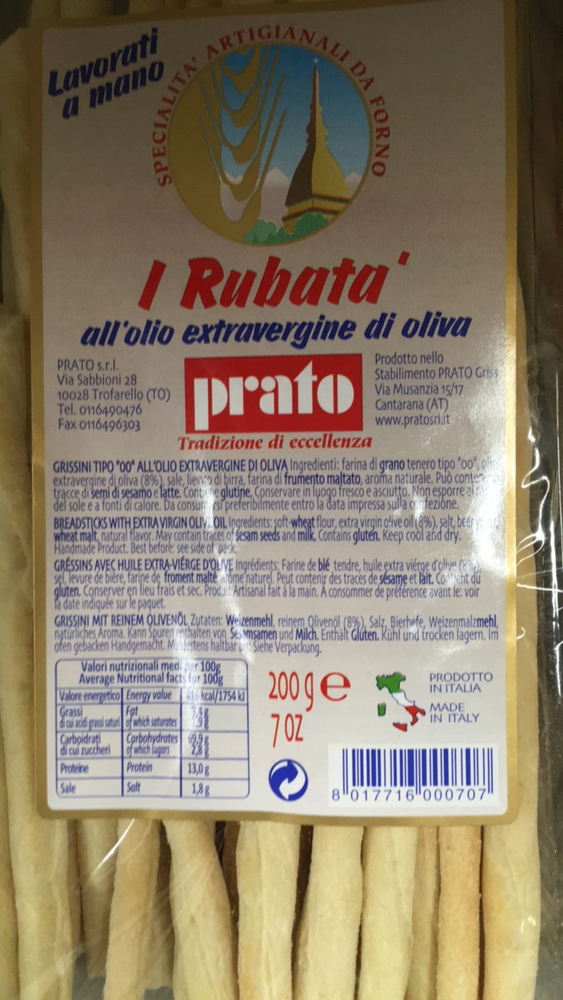 Lavorati
a mano
SPECIALITA' ARTIGIANALI DA FORNO
I Rubata'
all'olio extravergine di oliva
PRATO s.r.l.
Via Sabbioni 28
10028 Trofarello (TO)
Tel. 0116490476
Fax 0116496303
prato
Tradizione di eccellenza
Prodotto nello
Stabilimento PRATO
Via Musanzia 15/17
Cantarana (AT)
www.pratosrl.it
GRISSINI TIPO "00" ALL'OLIO EXTRAVERGINE DI OLIVA Ingredienti: farina di grano tenero tipo "00",
extravergine di oliva (8%), sale, lievito di birra, farina di frumento maltato, aroma naturale. Può
tracce di semi di sesamo e latte. Contiene glutine. Conservare in luogo fresco e asciutto. Non esporre ai
del sole e a fonti di calore. Da consumarsi preferibilmente entro la data impressa sulla confezione.
BREADSTICKS WITH EXTRA VIRGIN OLIVE OIL Ingredients: soft-wheat flour, extra virgin olive oil (8%), salt,
wheat malt, natural flavor. May contain traces of sesam seeds and milk. Contains gluten. Keep cool and dry.
Handmade Product. Best before: see side of pack.
GRESSINS AVEC HUILE EXTRA-VIÈRGE D'OLIVE Ingrédients: Farine de blé tendre, huile extra vièrge d'olive
sel, levure de bière, farine de froment malté, arome naturel. Peut contenir des traces de sésame et lait.
gluten. Conserver en lieu frais et sec. Produit Artisanal fait à la main. A consommer de préférence avant le: voir
la date indiquée sur le paquet.
GRISSINI MIT REINEM OLIVENÖL Zutaten: Weizenmehl, reinem Olivenöl (8%), Salz, Bierhefe, Weizenmalzmehl,
natürliches Aroma. Kann Spuren enthalten von Sesamsamen und Milch. Enthält Gluten. Kühl und trocken lagern. Im
ofen gebacken Handgemacht. Mindestens haltbar Siehe Verpackung.
Valori nutrizionali medi per 100g
Average Nutritional facts for 100g
Valore energetico Energy value 416 kcal/1754 kJ
Grassi Fat
di cui acidi grassi saturi of which saturates
Carboidrati Carbohydrates 69,9 g
di cui zuccheri of which sugars 2,8 g
Proteine Protein 13,0 g
Sale Salt 1,8 g
200 g e
7 OZ
PRODOTTO
IN ITALIA
MADE
IN ITALY
8 017716 000707